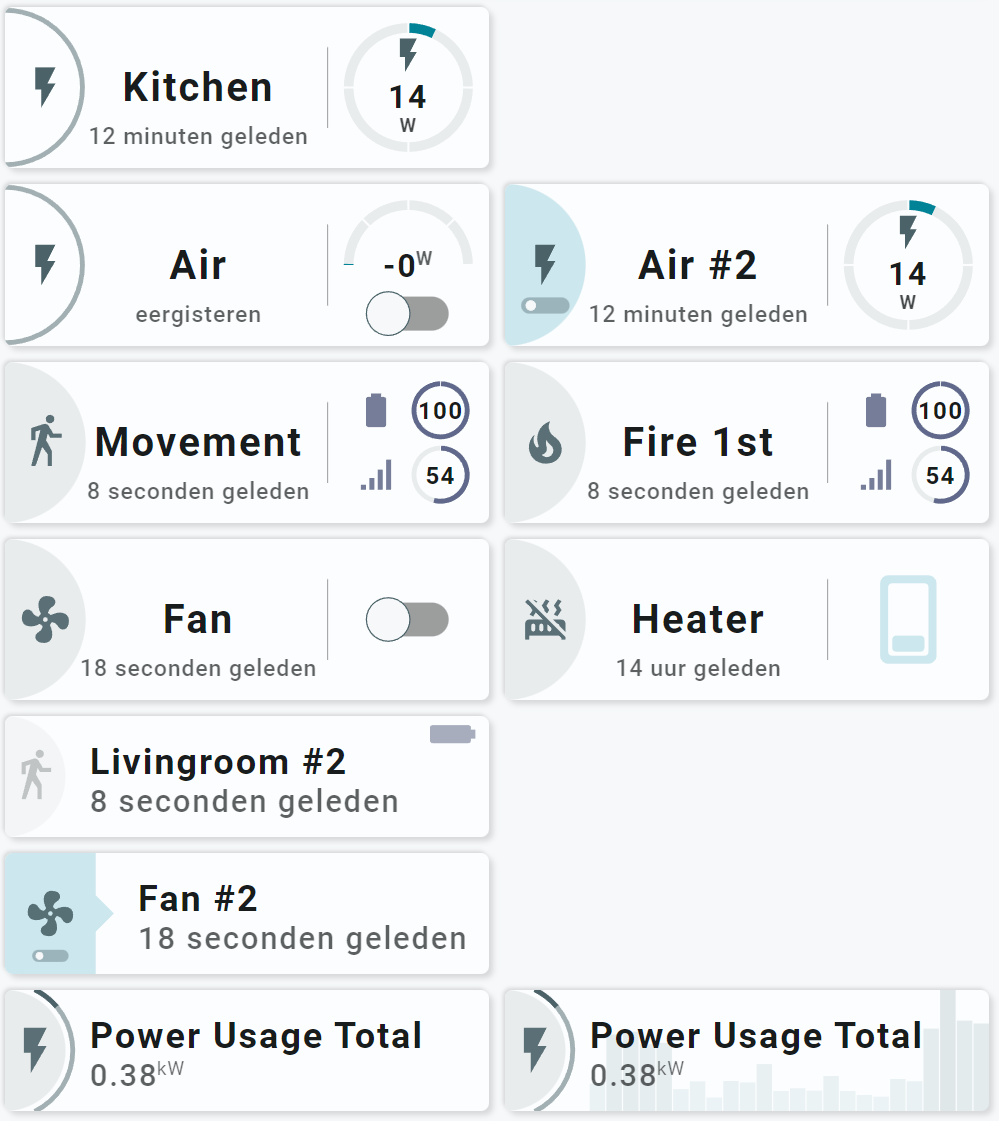 Kitchen
12 minuten geleden
14
W
Air
eergisteren
-0W
Air #2
12 minuten geleden
14
W
Movement
8 seconden geleden
100
54
Fire 1st
8 seconden geleden
100
54
Fan
18 seconden geleden
Heater
14 uur geleden
Livingroom #2
8 seconden geleden
Fan #2
18 seconden geleden
Power Usage Total
0.38kW
Power Usage Total
0.38kW